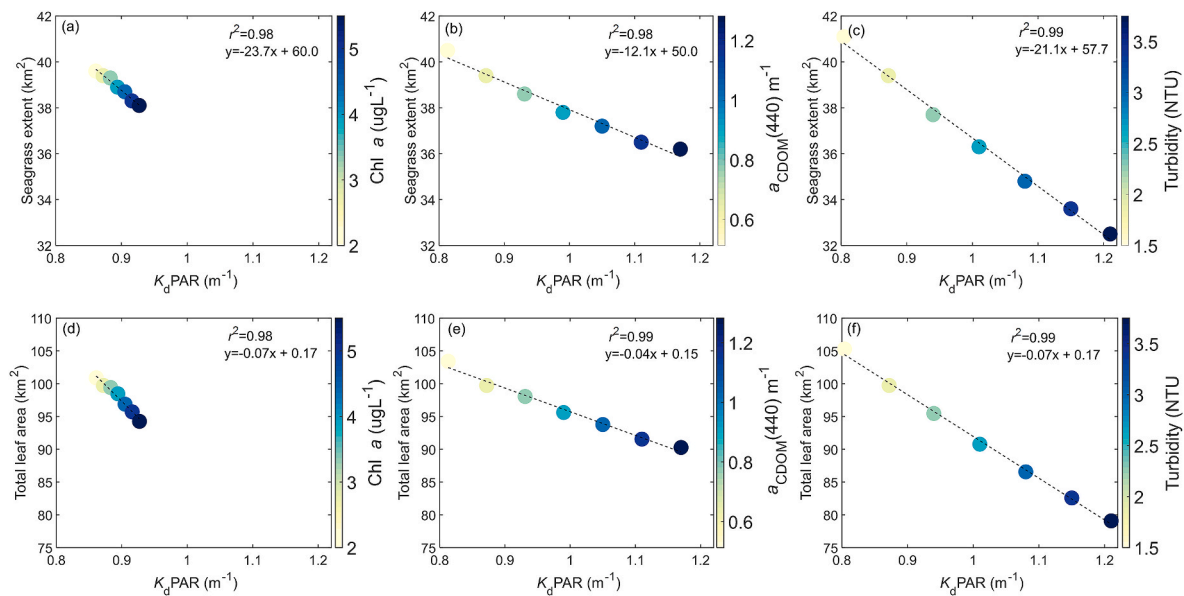 (a)
r²=0.98
y=-23.7x + 60.0
Seagrass extent (km²)
42
40
38
36
34
32
0.8
0.9
1
1.1
1.2
KdPAR (m⁻¹)
5
4
3
2
Chl a (ugL⁻¹)
(b)
r²=0.98
y=-12.1x + 50.0
Seagrass extent (km²)
42
40
38
36
34
32
0.8
0.9
1
1.1
1.2
KdPAR (m⁻¹)
1.2
1
0.8
0.6
aCDOM(440) m⁻¹
(c)
r²=0.99
y=-21.1x + 57.7
Seagrass extent (km²)
42
40
38
36
34
32
0.8
0.9
1
1.1
1.2
KdPAR (m⁻¹)
3.5
3
2.5
2
1.5
Turbidity (NTU)
(d)
r²=0.98
y=-0.07x + 0.17
Total leaf area (km²)
110
105
100
95
90
85
80
75
0.8
0.9
1
1.1
1.2
KdPAR (m⁻¹)
5
4
3
2
Chl a (ugL⁻¹)
(e)
r²=0.99
y=-0.04x + 0.15
Total leaf area (km²)
110
105
100
95
90
85
80
75
0.8
0.9
1
1.1
1.2
KdPAR (m⁻¹)
1.2
1
0.8
0.6
aCDOM(440) m⁻¹
(f)
r²=0.99
y=-0.07x + 0.17
Total leaf area (km²)
110
105
100
95
90
85
80
75
0.8
0.9
1
1.1
1.2
KdPAR (m⁻¹)
3.5
3
2.5
2
1.5
Turbidity (NTU